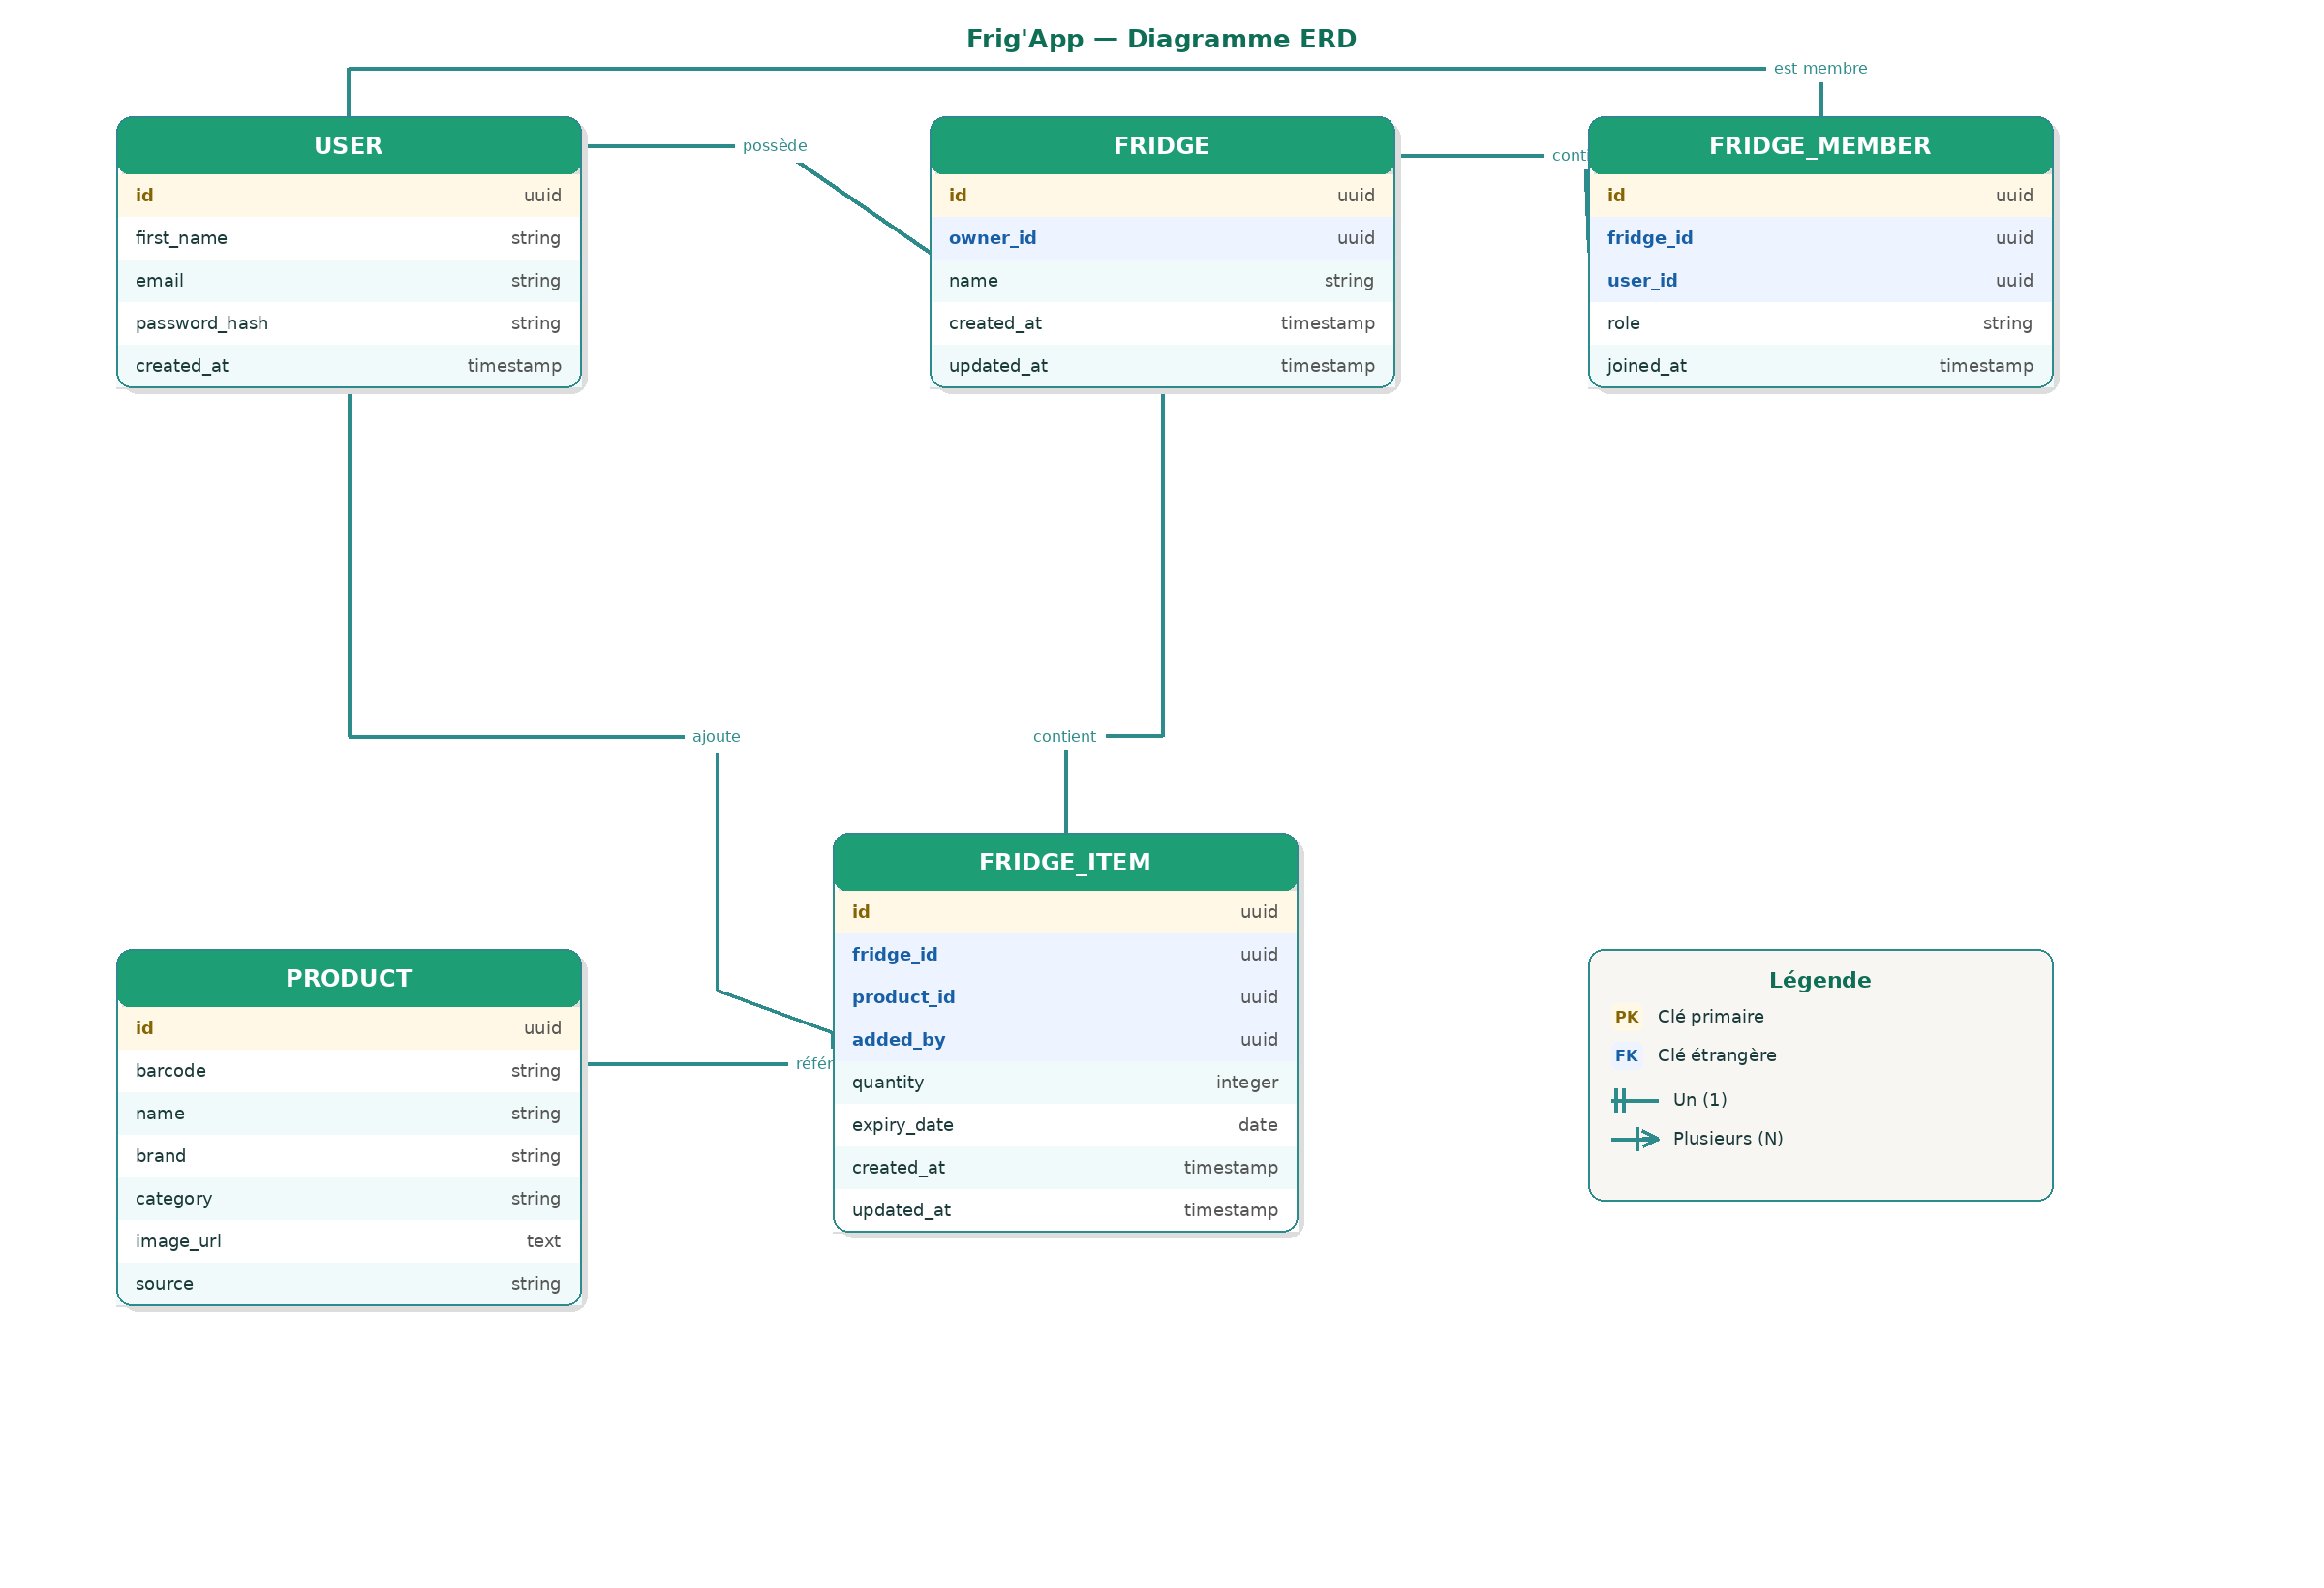 Frig'App — Diagramme ERD
est membre
USER
id uuid
first_name string
email string
password_hash string
created_at timestamp
possède
FRIDGE
id uuid
owner_id uuid
name string
created_at timestamp
updated_at timestamp
FRIDGE_MEMBER
id uuid
fridge_id uuid
user_id uuid
role string
joined_at timestamp
ajoute
contient
FRIDGE_ITEM
id uuid
fridge_id uuid
product_id uuid
added_by uuid
quantity integer
expiry_date date
created_at timestamp
updated_at timestamp
PRODUCT
id uuid
barcode string
name string
brand string
category string
image_url text
source string
Légende
PK Clé primaire
FK Clé étrangère
Un (1)
Plusieurs (N)